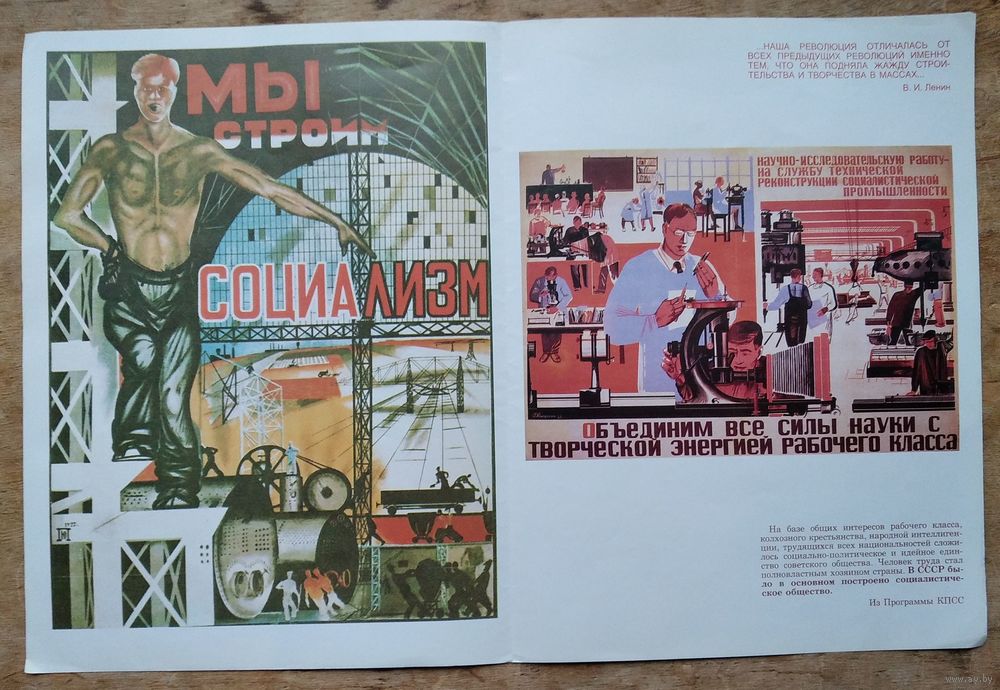 МЫ
СТРОИМ
СОЦИАЛИЗМ
...НАША РЕВОЛЮЦИЯ ОТЛИЧАЛАСЬ ОТ
ВСЕХ ПРЕДЫДУЩИХ РЕВОЛЮЦИЙ ИМЕННО
ТЕМ, ЧТО ОНА ПОДНЯЛА ЖАЖДУ СТРОИ-
ТЕЛЬСТВА И ТВОРЧЕСТВА В МАССАХ...
В. И. Ленин
НАУЧНО-ИССЛЕДОВАТЕЛЬСКУЮ РАБОТУ-
НА СЛУЖБУ ТЕХНИЧЕСКОЙ
РЕКОНСТРУКЦИИ СОЦИАЛИСТИЧЕСКОЙ
ПРОМЫШЛЕННОСТИ
ОБЪЕДИНИМ ВСЕ СИЛЫ НАУКИ С
ТВОРЧЕСКОЙ ЭНЕРГИЕЙ РАБОЧЕГО КЛАССА
На базе общих интересов рабочего класса,
колхозного крестьянства, народной интеллиген-
ции, трудящихся всех национальностей сложи-
лось социально-политическое и идейное един-
ство советского общества. Человек труда стал
полновластным хозяином страны. В СССР бы-
ло в основном построено социалистиче-
ское общество.
Из Программы КПСС
www.ay.by